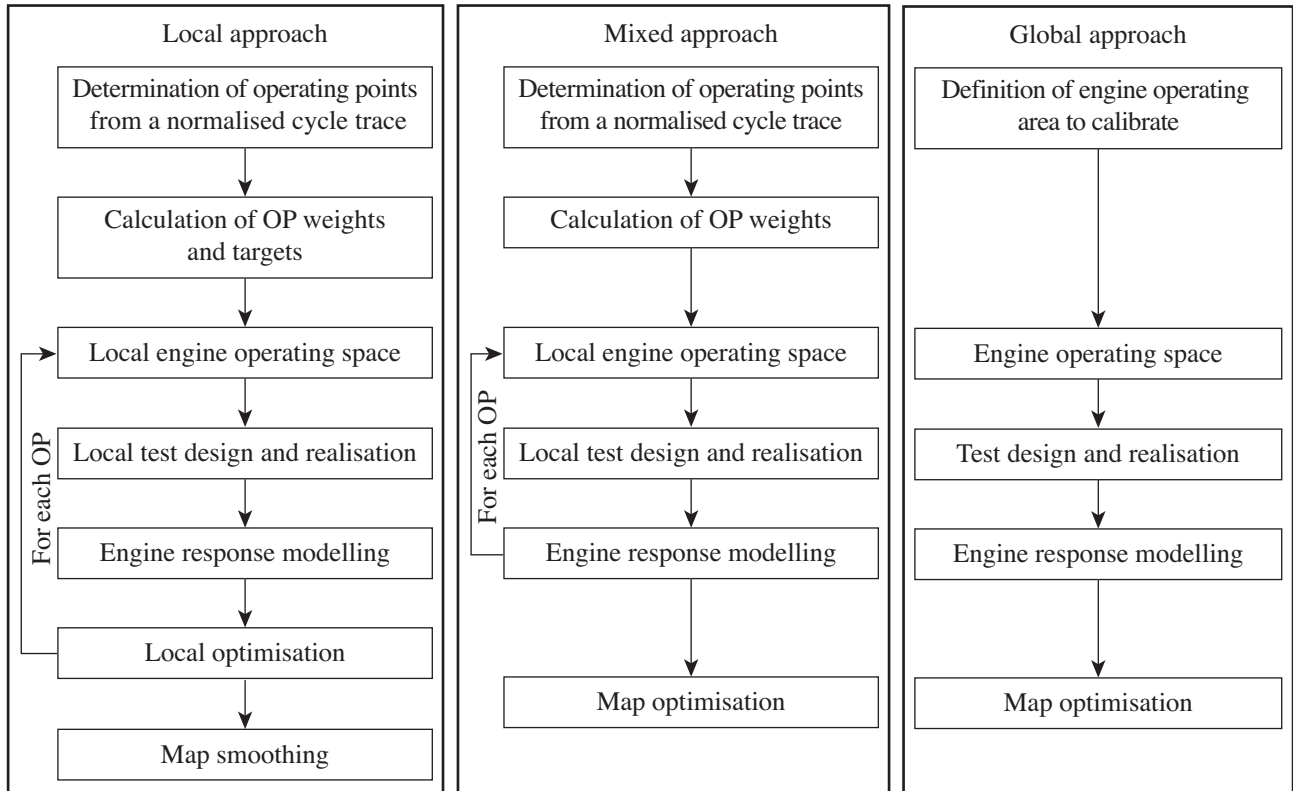 Local approach
Determination of operating points
from a normalised cycle trace
Calculation of OP weights
and targets
Local engine operating space
Local test design and realisation
Engine response modelling
Local optimisation
Map smoothing
For each OP
Mixed approach
Determination of operating points
from a normalised cycle trace
Calculation of OP weights
Local engine operating space
Local test design and realisation
Engine response modelling
Map optimisation
For each OP
Global approach
Definition of engine operating
area to calibrate
Engine operating space
Test design and realisation
Engine response modelling
Map optimisation